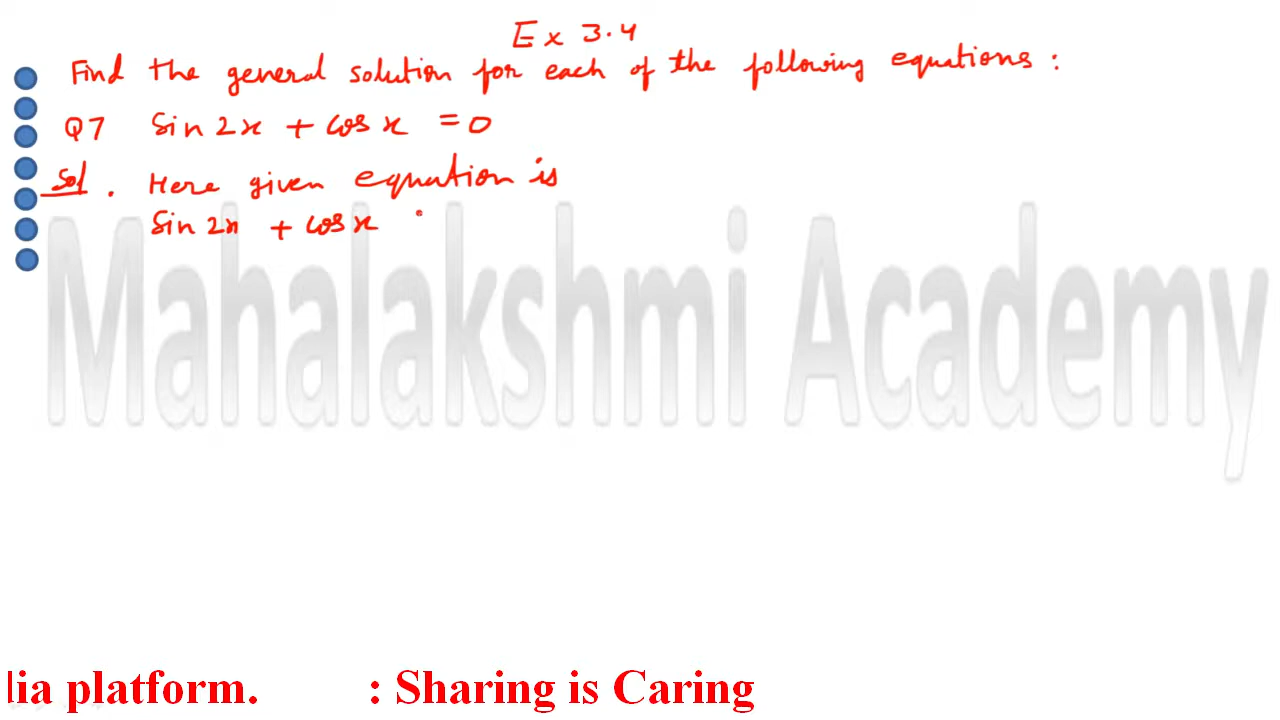 Ex 3.4
Find the general solution for each of the following equations :
Q7 Sin 2x + cos x = 0
Sol. Here given equation is
Sin 2x + cos x
Mahalakshmi Academy
lia platform. : Sharing is Caring